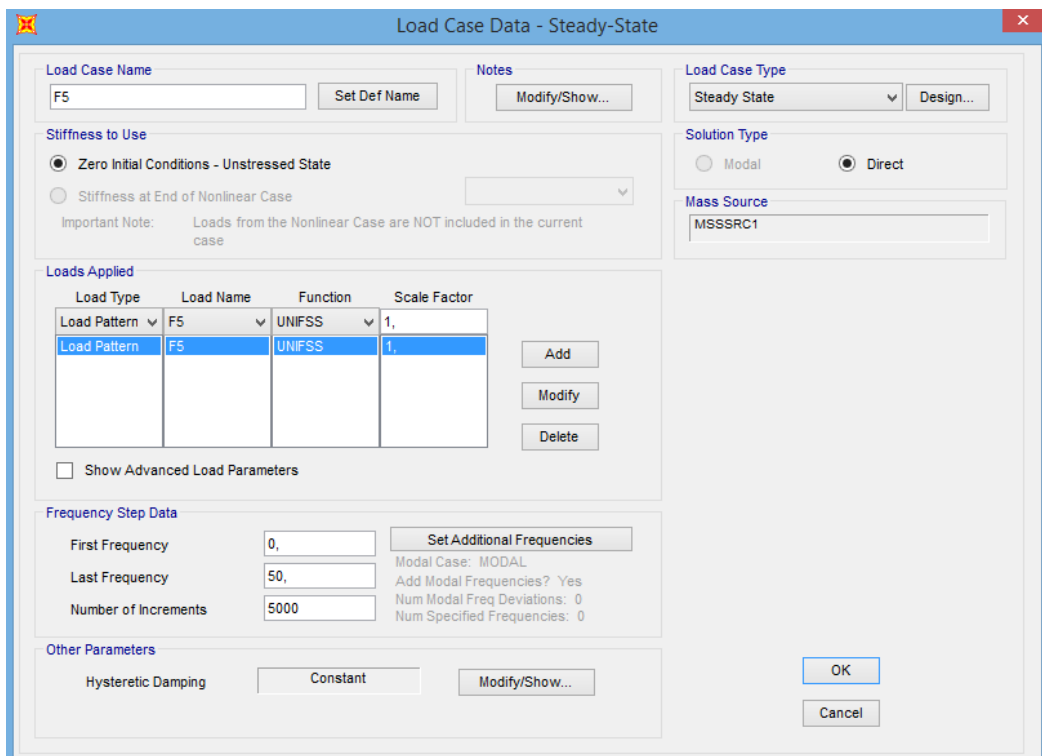 Load Case Data - Steady-State
Load Case Name
F5
Set Def Name
Notes
Modify/Show...
Load Case Type
Steady State
Design...
Stiffness to Use
Zero Initial Conditions - Unstressed State
Stiffness at End of Nonlinear Case
Important Note: Loads from the Nonlinear Case are NOT included in the current
case
Solution Type
Modal
Direct
Mass Source
MSSSRC1
Loads Applied
Load Type Load Name Function Scale Factor
Load Pattern F5 UNIFSS 1,
Load Pattern F5 UNIFSS 1,
Add
Modify
Delete
Show Advanced Load Parameters
Frequency Step Data
First Frequency 0,
Last Frequency 50,
Number of Increments 5000
Set Additional Frequencies
Modal Case: MODAL
Add Modal Frequencies? Yes
Num Modal Freq Deviations: 0
Num Specified Frequencies: 0
Other Parameters
Hysteretic Damping Constant Modify/Show...
OK
Cancel